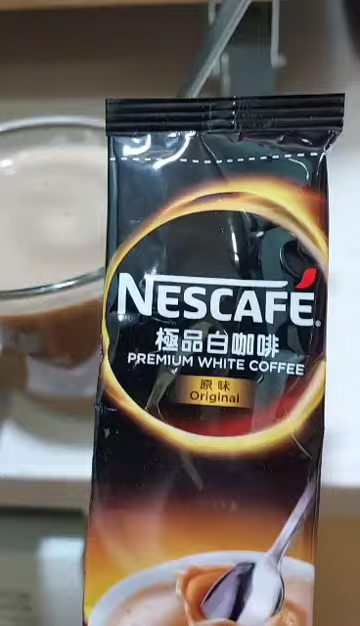 NESCAFÉ
極品白咖啡
PREMIUM WHITE COFFEE
原味
Original